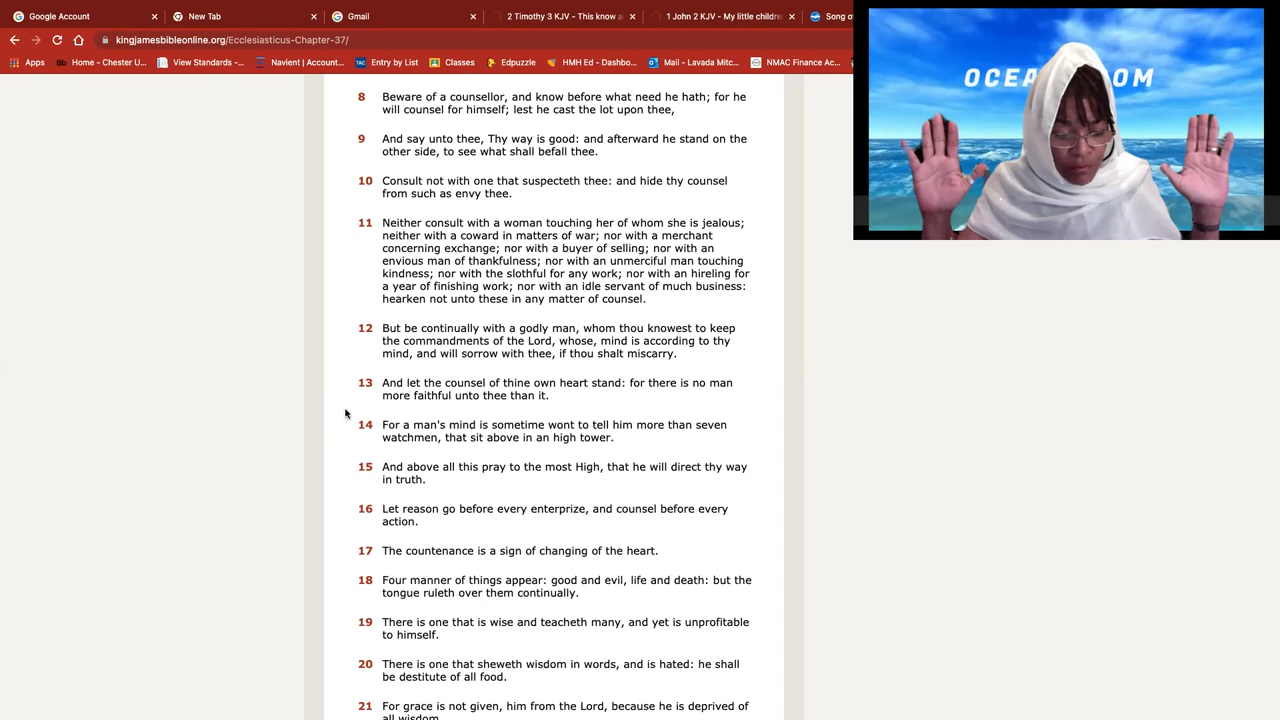 Google Account
New Tab
Gmail
2 Timothy 3 KJV - This know a
1 John 2 KJV - My little childre
Song of
kingjamesbibleonline.org/Ecclesiasticus-Chapter-37/
Apps
Bb Home - Chester U...
View Standards -...
Navient | Account...
TAC Entry by List
Classes
Edpuzzle
HMH Ed - Dashbo...
Mail - Lavada Mitc...
NMAC Finance Ac...
8 Beware of a counsellor, and know before what need he hath; for he
will counsel for himself; lest he cast the lot upon thee,
9 And say unto thee, Thy way is good: and afterward he stand on the
other side, to see what shall befall thee.
10 Consult not with one that suspecteth thee: and hide thy counsel
from such as envy thee.
11 Neither consult with a woman touching her of whom she is jealous;
neither with a coward in matters of war; nor with a merchant
concerning exchange; nor with a buyer of selling; nor with an
envious man of thankfulness; nor with an unmerciful man touching
kindness; nor with the slothful for any work; nor with an hireling for
a year of finishing work; nor with an idle servant of much business:
hearken not unto these in any matter of counsel.
12 But be continually with a godly man, whom thou knowest to keep
the commandments of the Lord, whose, mind is according to thy
mind, and will sorrow with thee, if thou shalt miscarry.
13 And let the counsel of thine own heart stand: for there is no man
more faithful unto thee than it.
14 For a man's mind is sometime wont to tell him more than seven
watchmen, that sit above in an high tower.
15 And above all this pray to the most High, that he will direct thy way
in truth.
16 Let reason go before every enterprize, and counsel before every
action.
17 The countenance is a sign of changing of the heart.
18 Four manner of things appear: good and evil, life and death: but the
tongue ruleth over them continually.
19 There is one that is wise and teacheth many, and yet is unprofitable
to himself.
20 There is one that sheweth wisdom in words, and is hated: he shall
be destitute of all food.
21 For grace is not given, him from the Lord, because he is deprived of
all wisdom